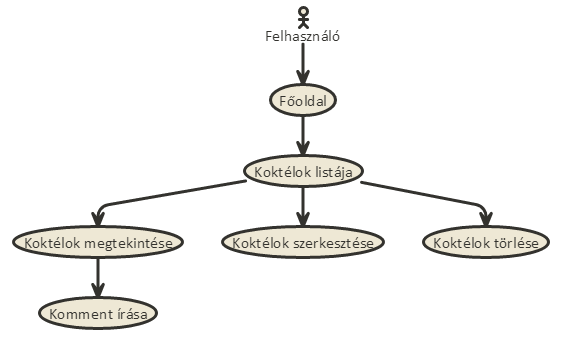 Felhasználó
Főoldal
Koktélok listája
Koktélok megtekintése
Koktélok szerkesztése
Koktélok törlése
Komment írása